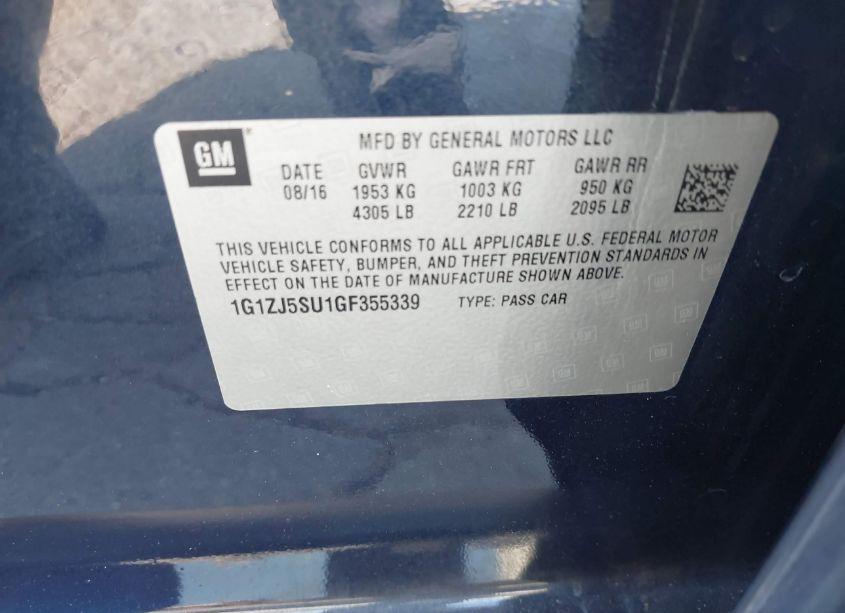 GM
MFD BY GENERAL MOTORS LLC
DATE GVWR GAWR FRT GAWR RR
08/16 1953 KG 1003 KG 950 KG
4305 LB 2210 LB 2095 LB
THIS VEHICLE CONFORMS TO ALL APPLICABLE U.S. FEDERAL MOTOR
VEHICLE SAFETY, BUMPER, AND THEFT PREVENTION STANDARDS IN
EFFECT ON THE DATE OF MANUFACTURE SHOWN ABOVE.
1G1ZJ5SU1GF355339 TYPE: PASS CAR